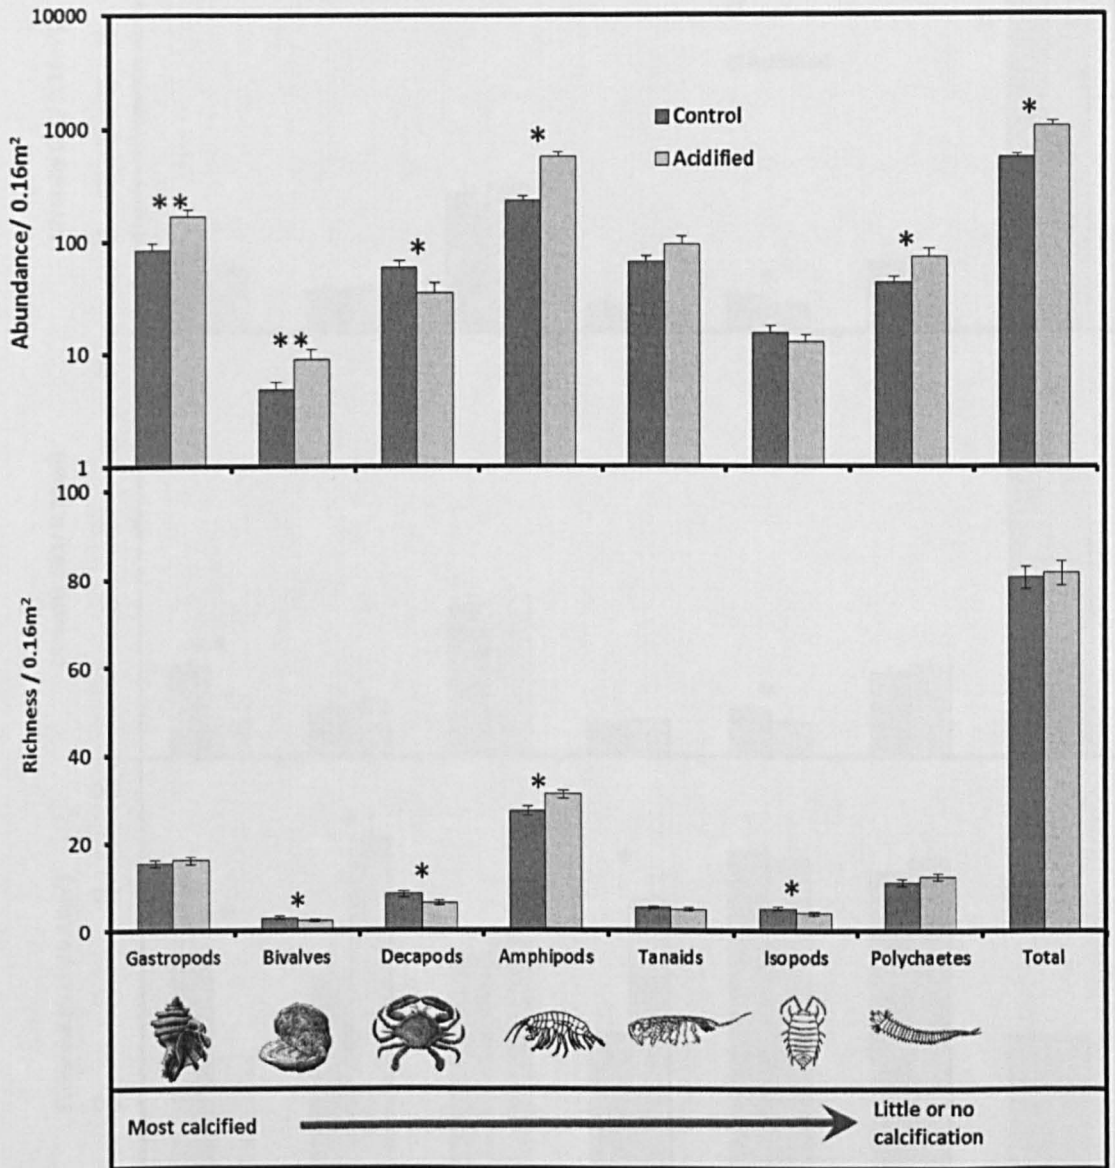 10000
1000
100
10
1
Abundance/ 0.16m²
Control
Acidified
**
**
*
*
*
*
100
80
60
40
20
0
Richness / 0.16m²
*
*
*
*
Gastropods Bivalves Decapods Amphipods Tanaids Isopods Polychaetes Total
Most calcified
Little or no
calcification